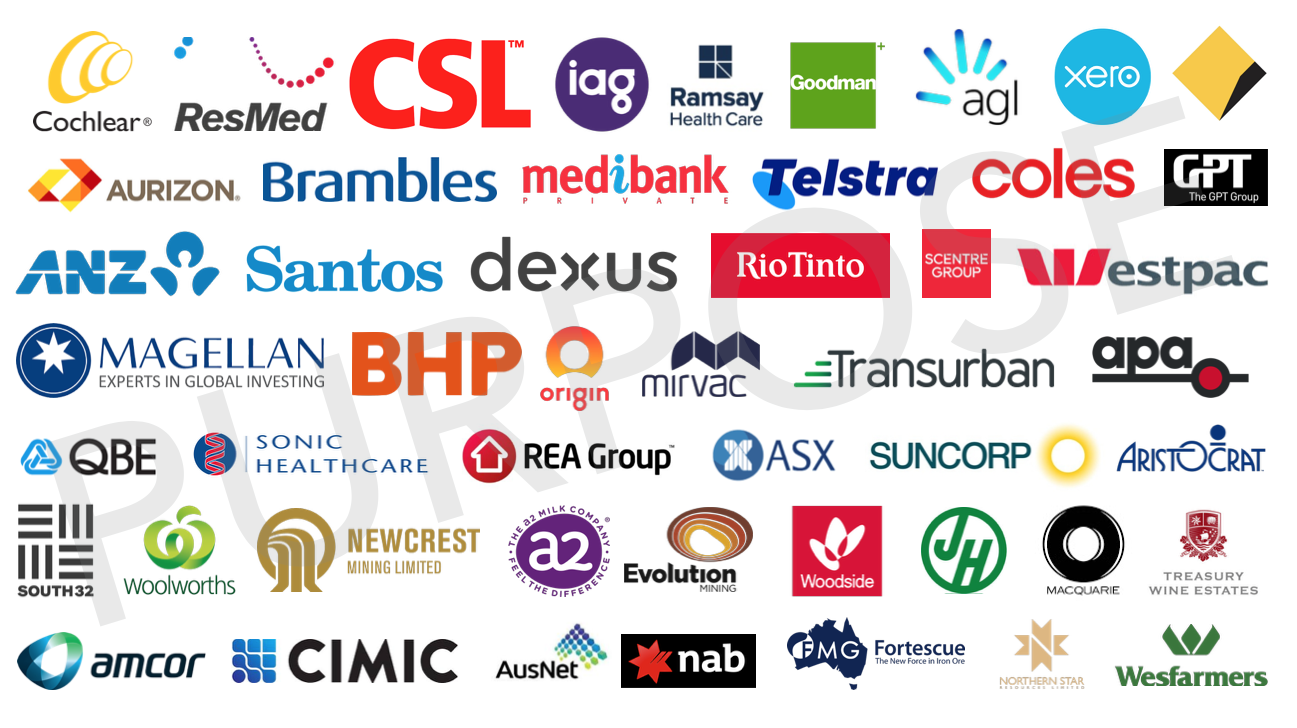 Cochlear®
ResMed
CSL™
iag
Ramsay
Health Care
Goodman+
agl
xero
AURIZON®
Brambles
medibank
PRIVATE
Telstra
coles
GPT
The GPT Group
ANZ
Santos
dexus
RioTinto
SCENTRE
GROUP
Westpac
MAGELLAN
EXPERTS IN GLOBAL INVESTING
BHP
origin
mirvac
Transurban
apa
QBE
SONIC
HEALTHCARE
REA Group™
ASX
SUNCORP
ARISTOCRAT
SOUTH32
Woolworths
NEWCREST
MINING LIMITED
THE a2 MILK COMPANY®
a2
FEEL THE DIFFERENCE
Evolution
MINING
Woodside
JH
MACQUARIE
TREASURY
WINE ESTATES
amcor
CIMIC
AusNet
nab
FMG
Fortescue
The New Force in Iron Ore
NORTHERN STAR
RESOURCES LIMITED
Wesfarmers
PURPOSE